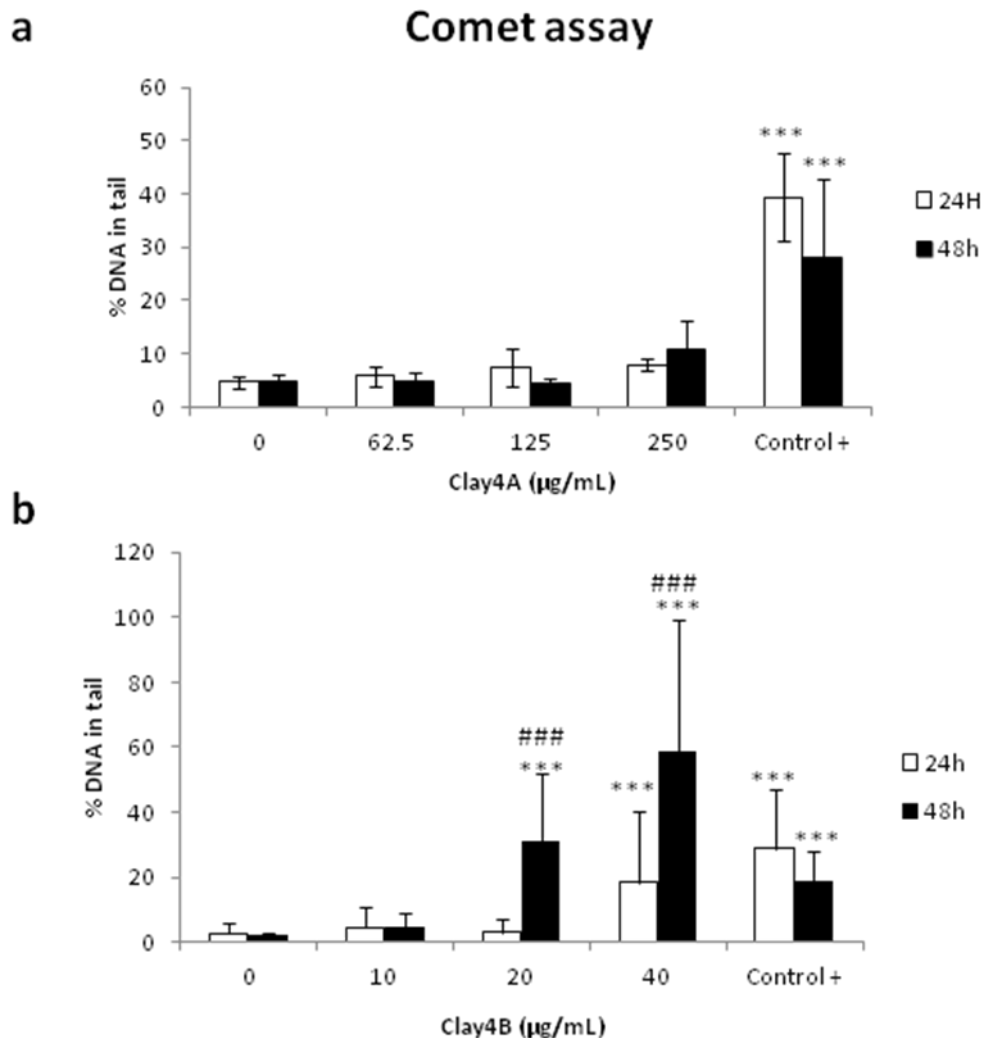 a
Comet assay
60
50
40
30
20
10
0
% DNA in tail
***
***
24H
48h
0 62.5 125 250 Control +
Clay4A (µg/mL)
b
120
100
80
60
40
20
0
% DNA in tail
###
***
###
***
***
***
***
24h
48h
0 10 20 40 Control +
Clay4B (µg/mL)